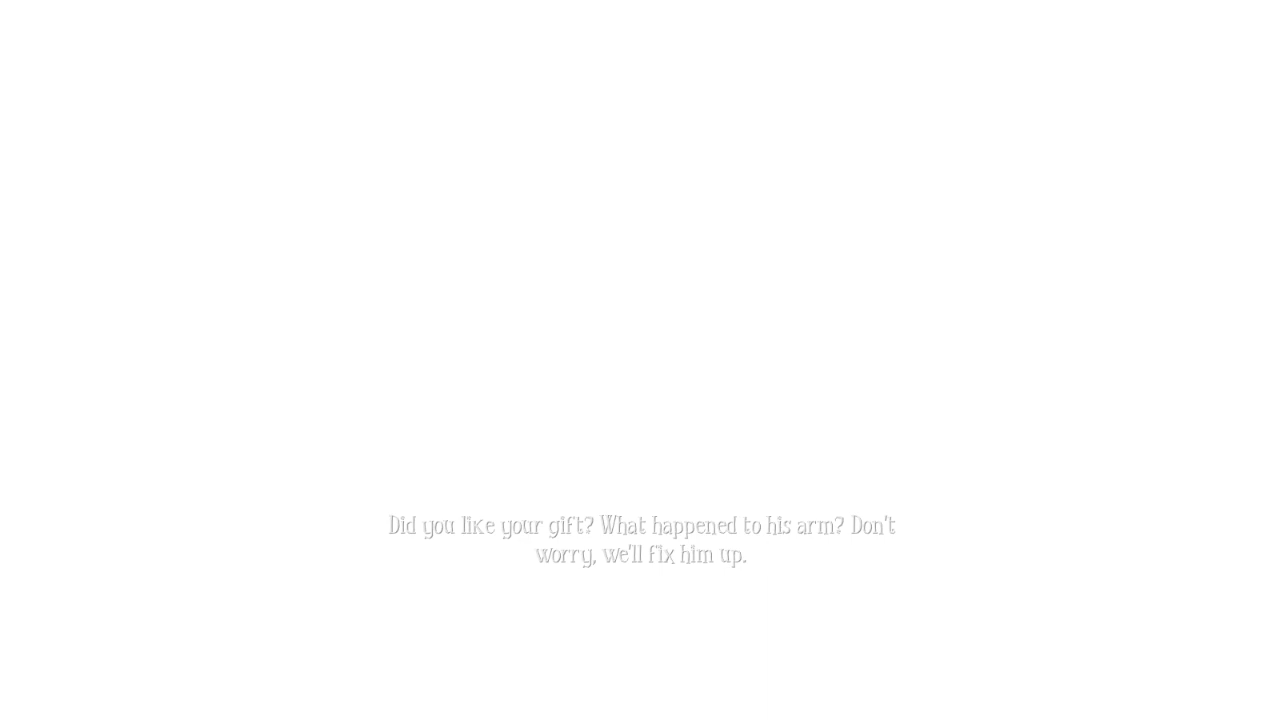 Did you like your gift? What happened to his arm? Don't
worry, we'll fix him up.